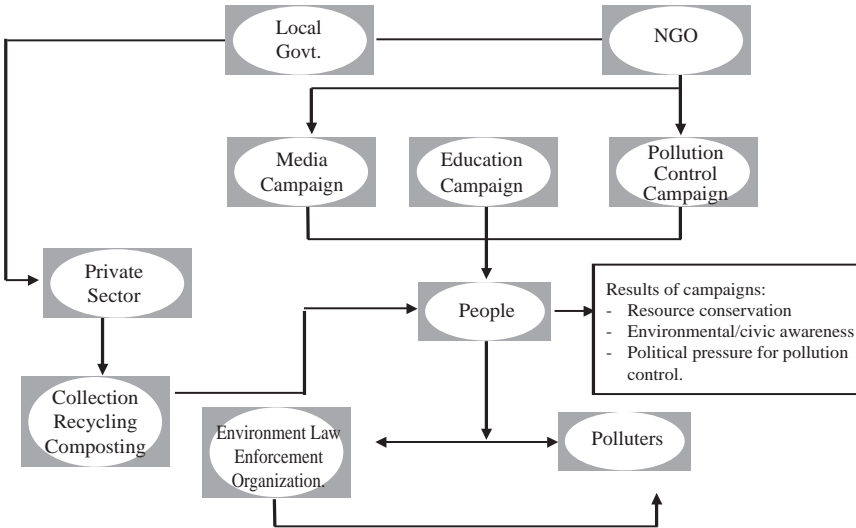 Local
Govt.
NGO
Media
Campaign
Education
Campaign
Pollution
Control
Campaign
Private
Sector
People
Results of campaigns:
- Resource conservation
- Environmental/civic awareness
- Political pressure for pollution
control.
Collection
Recycling
Composting
Environment Law
Enforcement
Organization.
Polluters